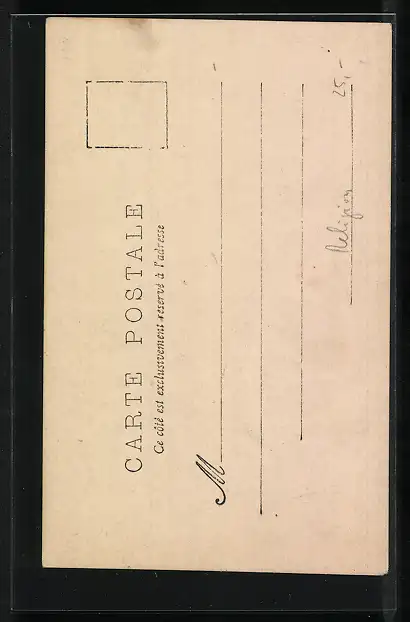 CARTE POSTALE
Ce côté est exclusivement réservé à l'adresse
M
Religion
25,-